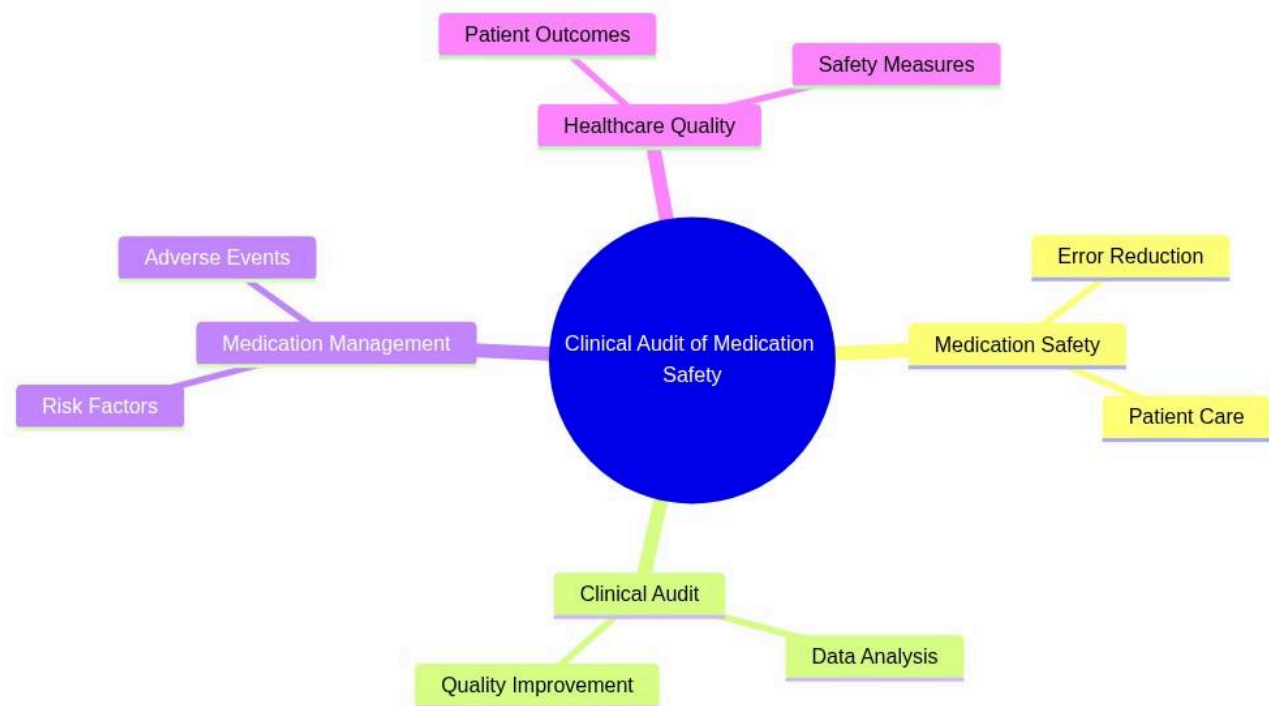 Patient Outcomes
Safety Measures
Healthcare Quality
Adverse Events
Error Reduction
Medication Management
Clinical Audit of Medication
Safety
Medication Safety
Risk Factors
Patient Care
Clinical Audit
Data Analysis
Quality Improvement